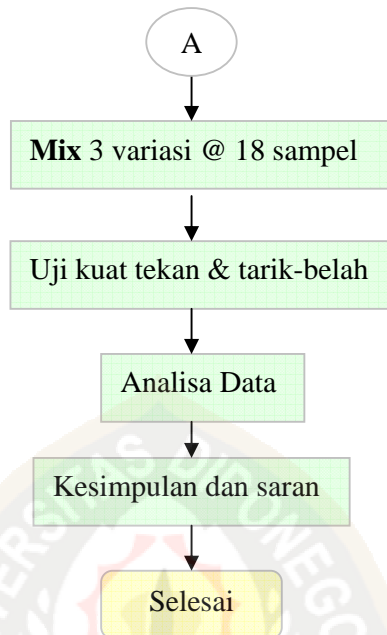 A
Mix 3 variasi @ 18 sampel
Uji kuat tekan & tarik-belah
Analisa Data
Kesimpulan dan saran
Selesai